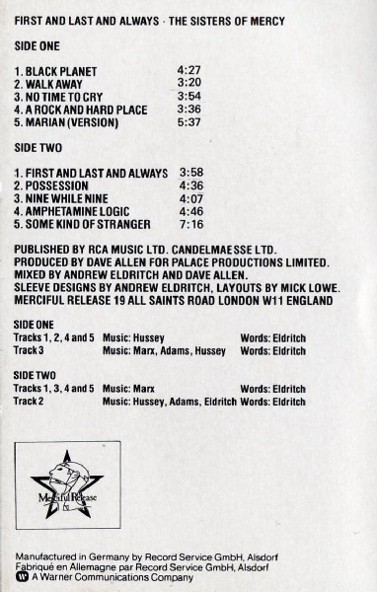 FIRST AND LAST AND ALWAYS · THE SISTERS OF MERCY
SIDE ONE
1. BLACK PLANET 4:27
2. WALK AWAY 3:20
3. NO TIME TO CRY 3:54
4. A ROCK AND HARD PLACE 3:36
5. MARIAN (VERSION) 5:37
SIDE TWO
1. FIRST AND LAST AND ALWAYS 3:58
2. POSSESSION 4:36
3. NINE WHILE NINE 4:07
4. AMPHETAMINE LOGIC 4:46
5. SOME KIND OF STRANGER 7:16
PUBLISHED BY RCA MUSIC LTD. CANDELMAESSE LTD.
PRODUCED BY DAVE ALLEN FOR PALACE PRODUCTIONS LIMITED.
MIXED BY ANDREW ELDRITCH AND DAVE ALLEN.
SLEEVE DESIGNS BY ANDREW ELDRITCH, LAYOUTS BY MICK LOWE.
MERCIFUL RELEASE 19 ALL SAINTS ROAD LONDON W11 ENGLAND
SIDE ONE
Tracks 1, 2, 4 and 5 Music: Hussey Words: Eldritch
Track 3 Music: Marx, Adams, Hussey Words: Eldritch
SIDE TWO
Tracks 1, 3, 4 and 5 Music: Marx Words: Eldritch
Track 2 Music: Hussey, Adams, Eldritch Words: Eldritch
Merciful Release
Manufactured in Germany by Record Service GmbH, Alsdorf
Fabriqué en Allemagne par Record Service GmbH, Alsdorf
A Warner Communications Company